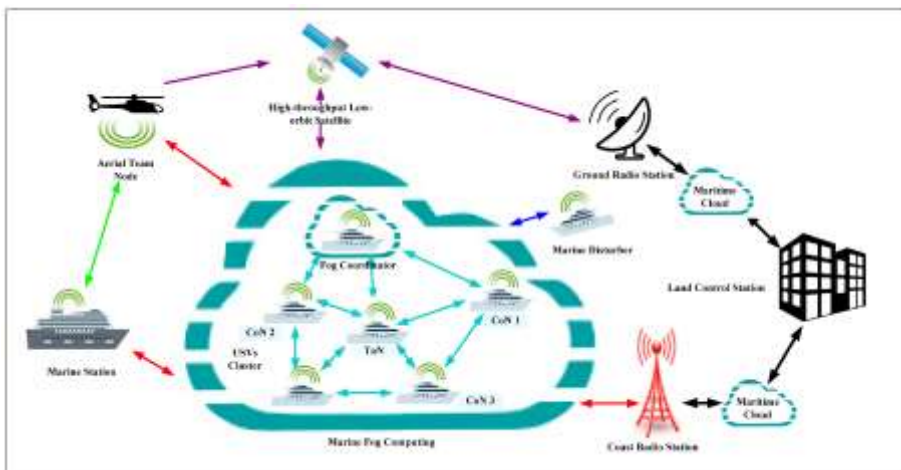 High-throughput Low-
orbit Satellite
Aerial Team
Node
Ground Radio Station
Maritime
Cloud
Marine Disturber
Fog Coordinator
Land Control Station
CoN 1
CoN 2
ToN
USVs
Cluster
Marine Station
CoN 3
Maritime
Cloud
Marine Fog Computing
Coast Radio Station